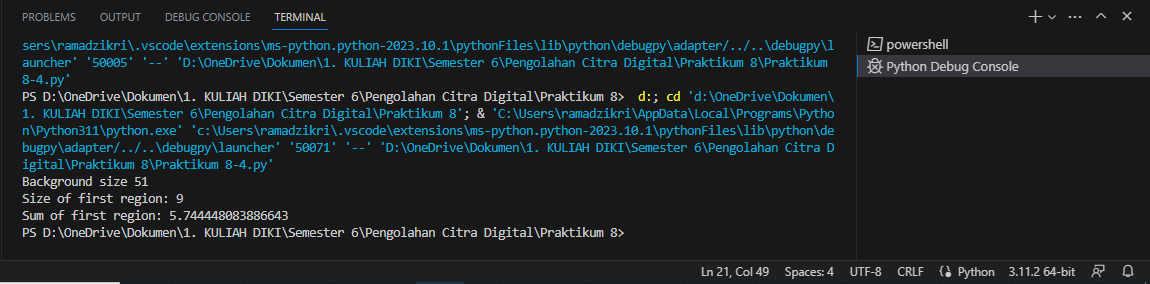 PROBLEMS OUTPUT DEBUG CONSOLE TERMINAL
sers\ramadzikri\.vscode\extensions\ms-python.python-2023.10.1\pythonFiles\lib\python\debugpy\adapter/../..\debugpy\l
auncher' '50005' '--' 'D:\OneDrive\Dokumen\1. KULIAH DIKI\Semester 6\Pengolahan Citra Digital\Praktikum 8\Praktikum
8-4.py'
PS D:\OneDrive\Dokumen\1. KULIAH DIKI\Semester 6\Pengolahan Citra Digital\Praktikum 8>  d:; cd 'd:\OneDrive\Dokumen\
1. KULIAH DIKI\Semester 6\Pengolahan Citra Digital\Praktikum 8'; & 'C:\Users\ramadzikri\AppData\Local\Programs\Pytho
n\Python311\python.exe' 'c:\Users\ramadzikri\.vscode\extensions\ms-python.python-2023.10.1\pythonFiles\lib\python\de
bugpy\adapter/../..\debugpy\launcher' '50071' '--' 'D:\OneDrive\Dokumen\1. KULIAH DIKI\Semester 6\Pengolahan Citra D
igital\Praktikum 8\Praktikum 8-4.py'
Background size 51
Size of first region: 9
Sum of first region: 5.744448083886643
PS D:\OneDrive\Dokumen\1. KULIAH DIKI\Semester 6\Pengolahan Citra Digital\Praktikum 8>
powershell
Python Debug Console
Ln 21, Col 49 Spaces: 4 UTF-8 CRLF Python 3.11.2 64-bit